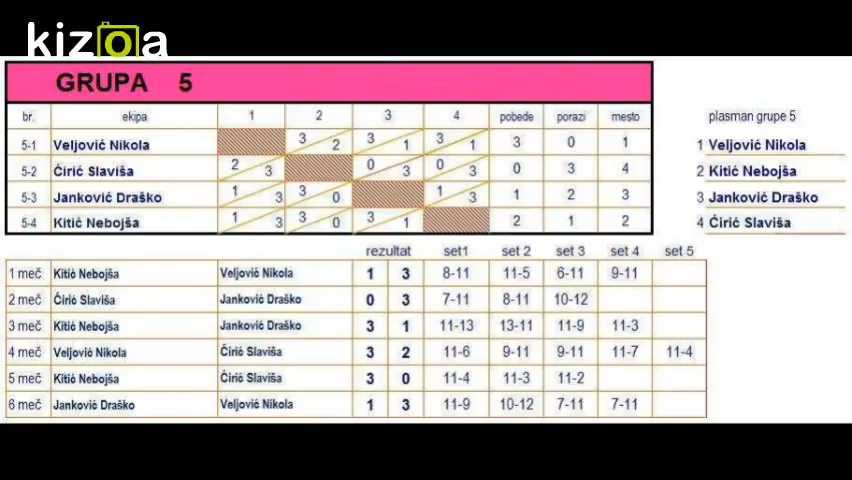 kizoa
GRUPA 5
br. ekipa 1 2 3 4 pobede porazi mesto plasman grupe 5
5-1 Veljović Nikola 3 2 3 1 3 1 3 0 1 1 Veljović Nikola
5-2 Ćirić Slaviša 2 3 0 3 0 3 0 3 4 2 Kitić Nebojša
5-3 Janković Draško 1 3 3 0 1 3 1 2 3 3 Janković Draško
5-4 Kitić Nebojša 1 3 3 0 3 1 2 1 2 4 Ćirić Slaviša
rezultat set1 set 2 set 3 set 4 set 5
1 meč Kitić Nebojša Veljović Nikola 1 3 8-11 11-5 6-11 9-11
2 meč Ćirić Slaviša Janković Draško 0 3 7-11 8-11 10-12
3 meč Kitić Nebojša Janković Draško 3 1 11-13 13-11 11-9 11-3
4 meč Veljović Nikola Ćirić Slaviša 3 2 11-6 9-11 9-11 11-7 11-4
5 meč Kitić Nebojša Ćirić Slaviša 3 0 11-4 11-3 11-2
6 meč Janković Draško Veljović Nikola 1 3 11-9 10-12 7-11 7-11